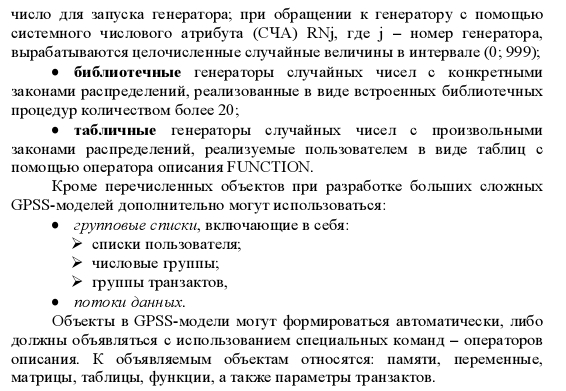 число для запуска генератора; при обращении к генератору с помощью
системного числового атрибута (СЧА) RNj, где j – номер генератора,
вырабатываются целочисленные случайные величины в интервале (0; 999);
• библиотечные генераторы случайных чисел с конкретными
законами распределений, реализованные в виде встроенных библиотечных
процедур количеством более 20;
• табличные генераторы случайных чисел с произвольными
законами распределений, реализуемые пользователем в виде таблиц с
помощью оператора описания FUNCTION.
Кроме перечисленных объектов при разработке больших сложных
GPSS-моделей дополнительно могут использоваться:
• групповые списки, включающие в себя:
➢ списки пользователя;
➢ числовые группы;
➢ группы транзактов,
• потоки данных.
Объекты в GPSS-модели могут формироваться автоматически, либо
должны объявляться с использованием специальных команд – операторов
описания. К объявляемым объектам относятся: памяти, переменные,
матрицы, таблицы, функции, а также параметры транзактов.